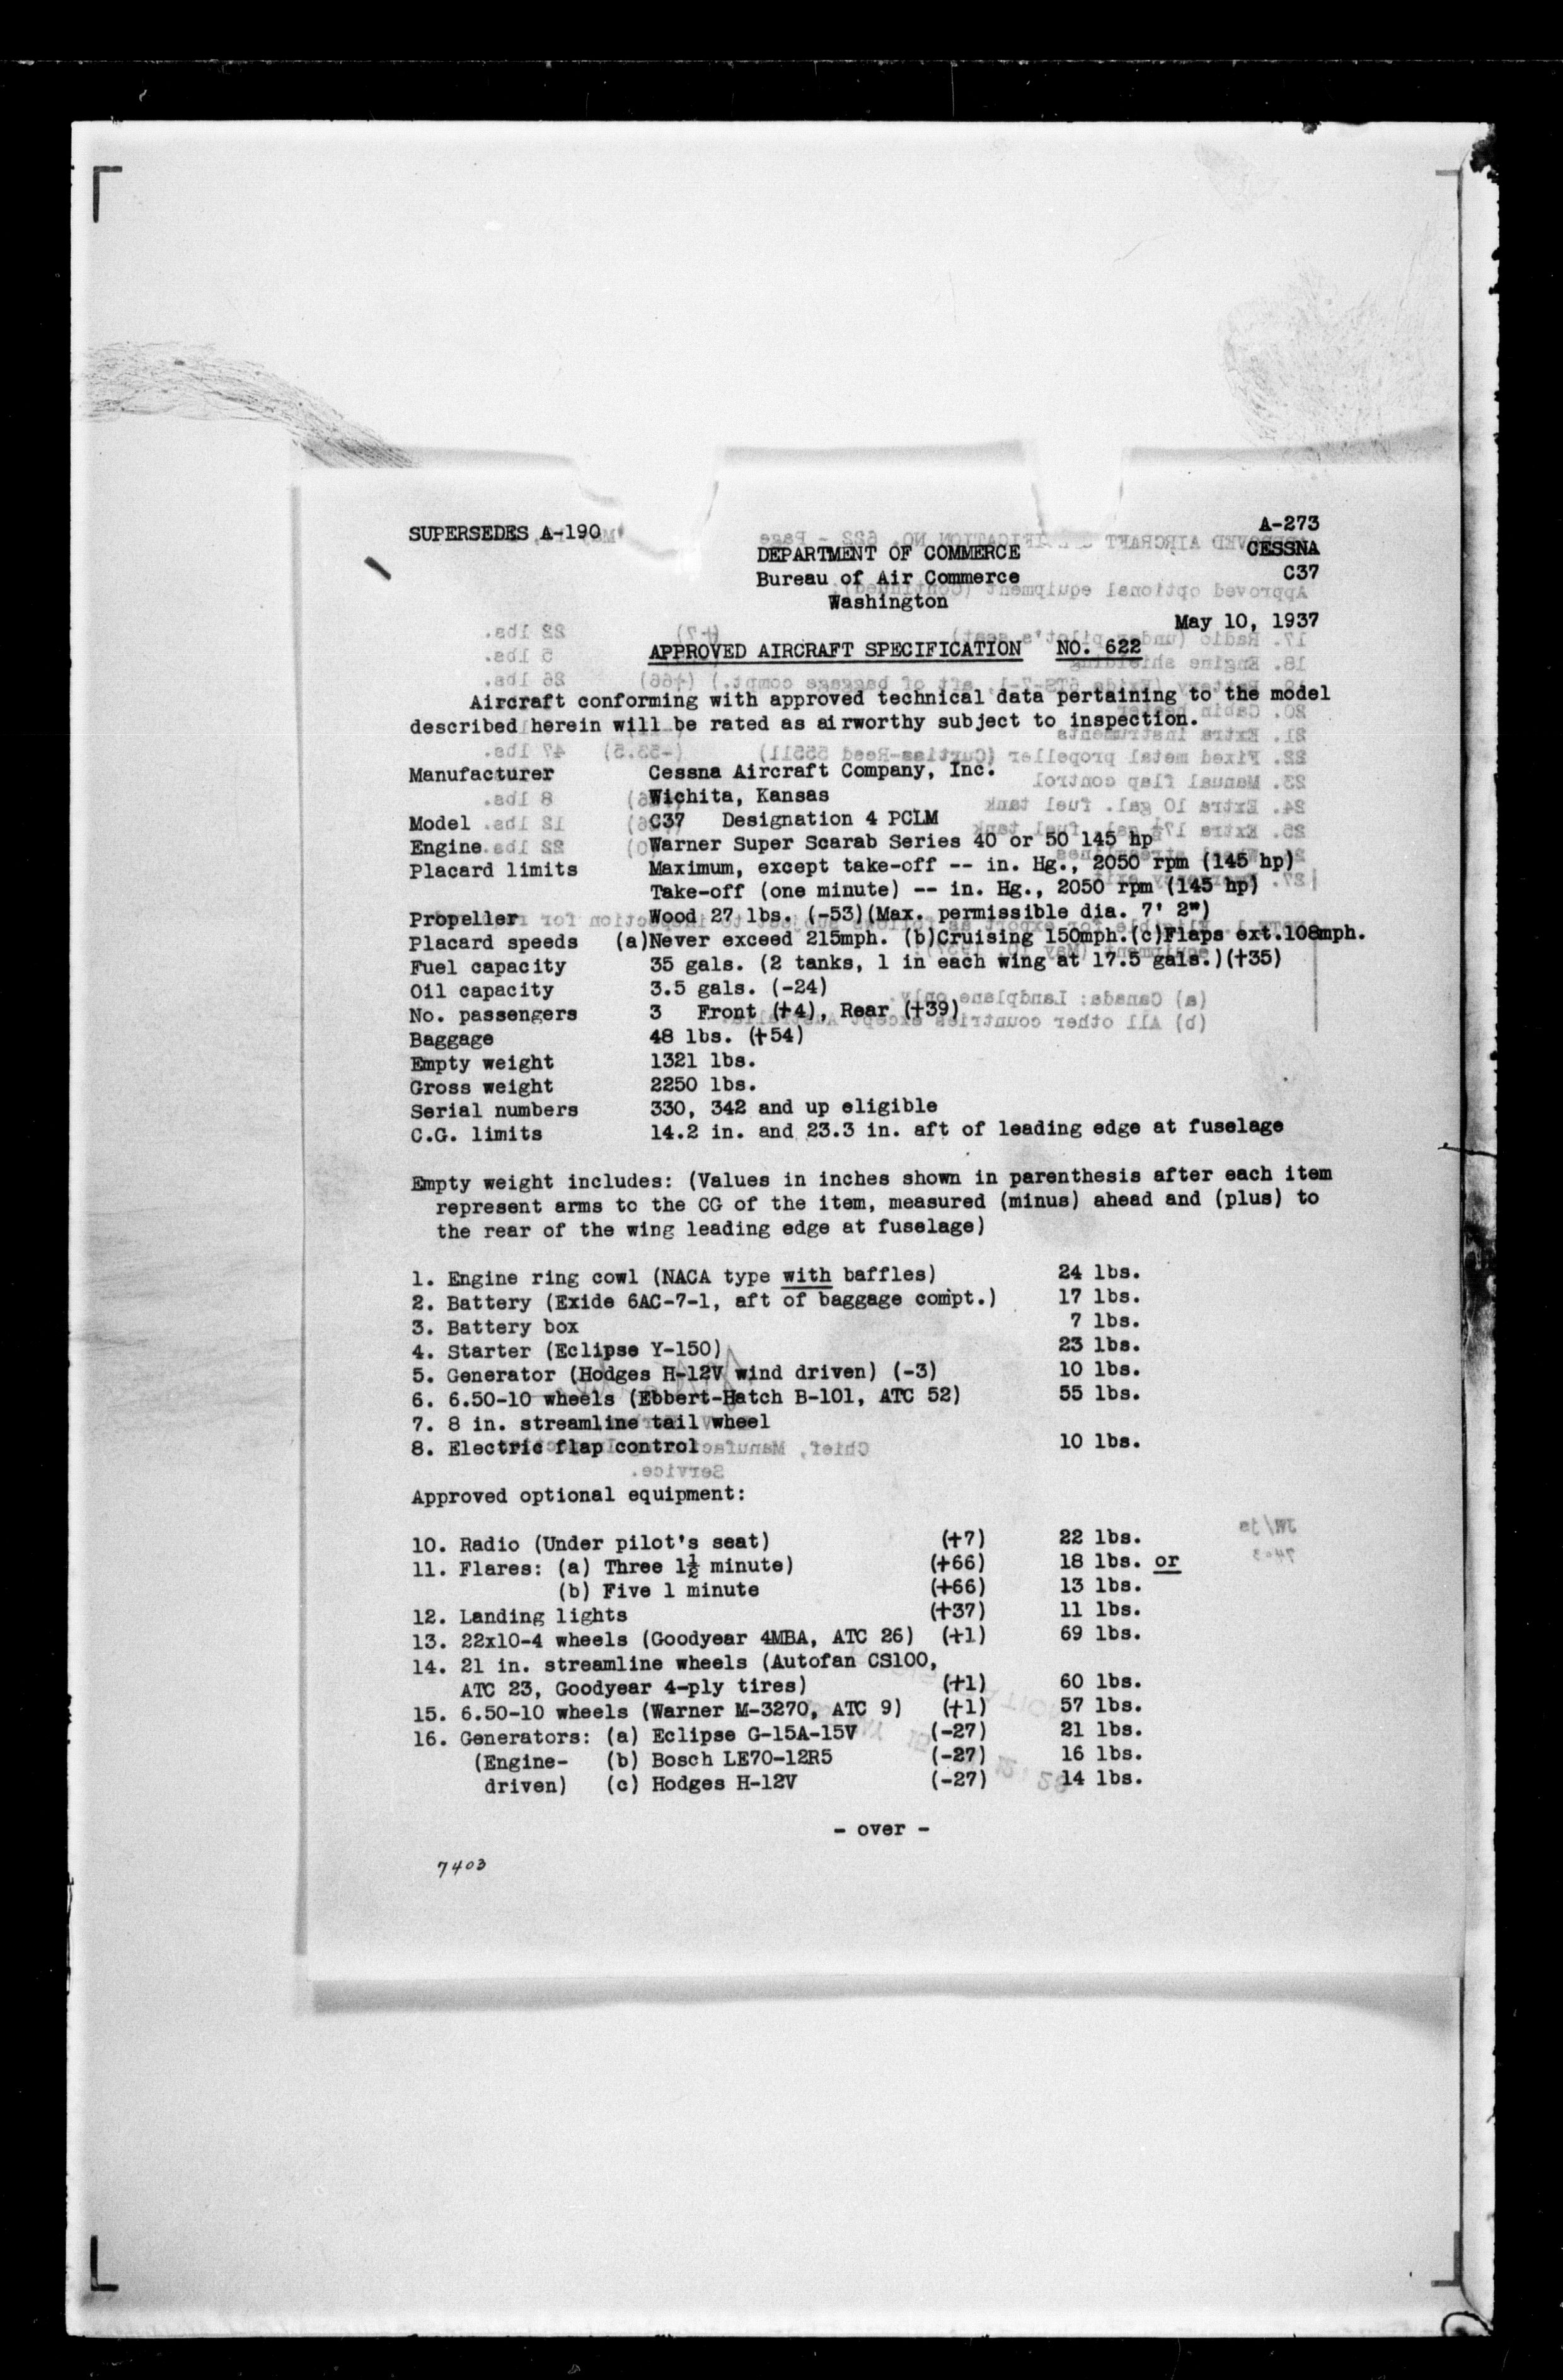 SUPERSEDES A-190
A-273
DEPARTMENT OF COMMERCE
CESSNA
Bureau of Air Commerce
C37
Washington
May 10, 1937
APPROVED AIRCRAFT SPECIFICATION NO. 622
Aircraft conforming with approved technical data pertaining to the model
described herein will be rated as airworthy subject to inspection.
Manufacturer Cessna Aircraft Company, Inc.
Wichita, Kansas
Model C37 Designation 4 PCLM
Engine Warner Super Scarab Series 40 or 50 145 hp
Placard limits Maximum, except take-off -- in. Hg., 2050 rpm (145 hp)
Take-off (one minute) -- in. Hg., 2050 rpm (145 hp)
Propeller Wood 27 lbs. (-53)(Max. permissible dia. 7' 2")
Placard speeds (a)Never exceed 215mph. (b)Cruising 150mph.(c)Flaps ext.108mph.
Fuel capacity 35 gals. (2 tanks, 1 in each wing at 17.5 gals.)(+35)
Oil capacity 3.5 gals. (-24)
No. passengers 3 Front (+4), Rear (+39)
Baggage 48 lbs. (+54)
Empty weight 1321 lbs.
Gross weight 2250 lbs.
Serial numbers 330, 342 and up eligible
C.G. limits 14.2 in. and 23.3 in. aft of leading edge at fuselage
Empty weight includes: (Values in inches shown in parenthesis after each item
represent arms to the CG of the item, measured (minus) ahead and (plus) to
the rear of the wing leading edge at fuselage)
1. Engine ring cowl (NACA type with baffles) 24 lbs.
2. Battery (Exide 6AC-7-1, aft of baggage compt.) 17 lbs.
3. Battery box 7 lbs.
4. Starter (Eclipse Y-150) 23 lbs.
5. Generator (Hodges H-12V wind driven) (-3) 10 lbs.
6. 6.50-10 wheels (Ebbert-Hatch B-101, ATC 52) 55 lbs.
7. 8 in. streamline tail wheel
8. Electric flap control 10 lbs.
Approved optional equipment:
10. Radio (Under pilot's seat) (+7) 22 lbs.
11. Flares: (a) Three 1½ minute) (+66) 18 lbs. or
(b) Five 1 minute (+66) 13 lbs.
12. Landing lights (+37) 11 lbs.
13. 22x10-4 wheels (Goodyear 4MBA, ATC 26) (+1) 69 lbs.
14. 21 in. streamline wheels (Autofan CS100,
ATC 23, Goodyear 4-ply tires) (+1) 60 lbs.
15. 6.50-10 wheels (Warner M-3270, ATC 9) (+1) 57 lbs.
16. Generators: (a) Eclipse G-15A-15V (-27) 21 lbs.
(Engine- (b) Bosch LE70-12R5 (-27) 16 lbs.
driven) (c) Hodges H-12V (-27) 14 lbs.
- over -
7403